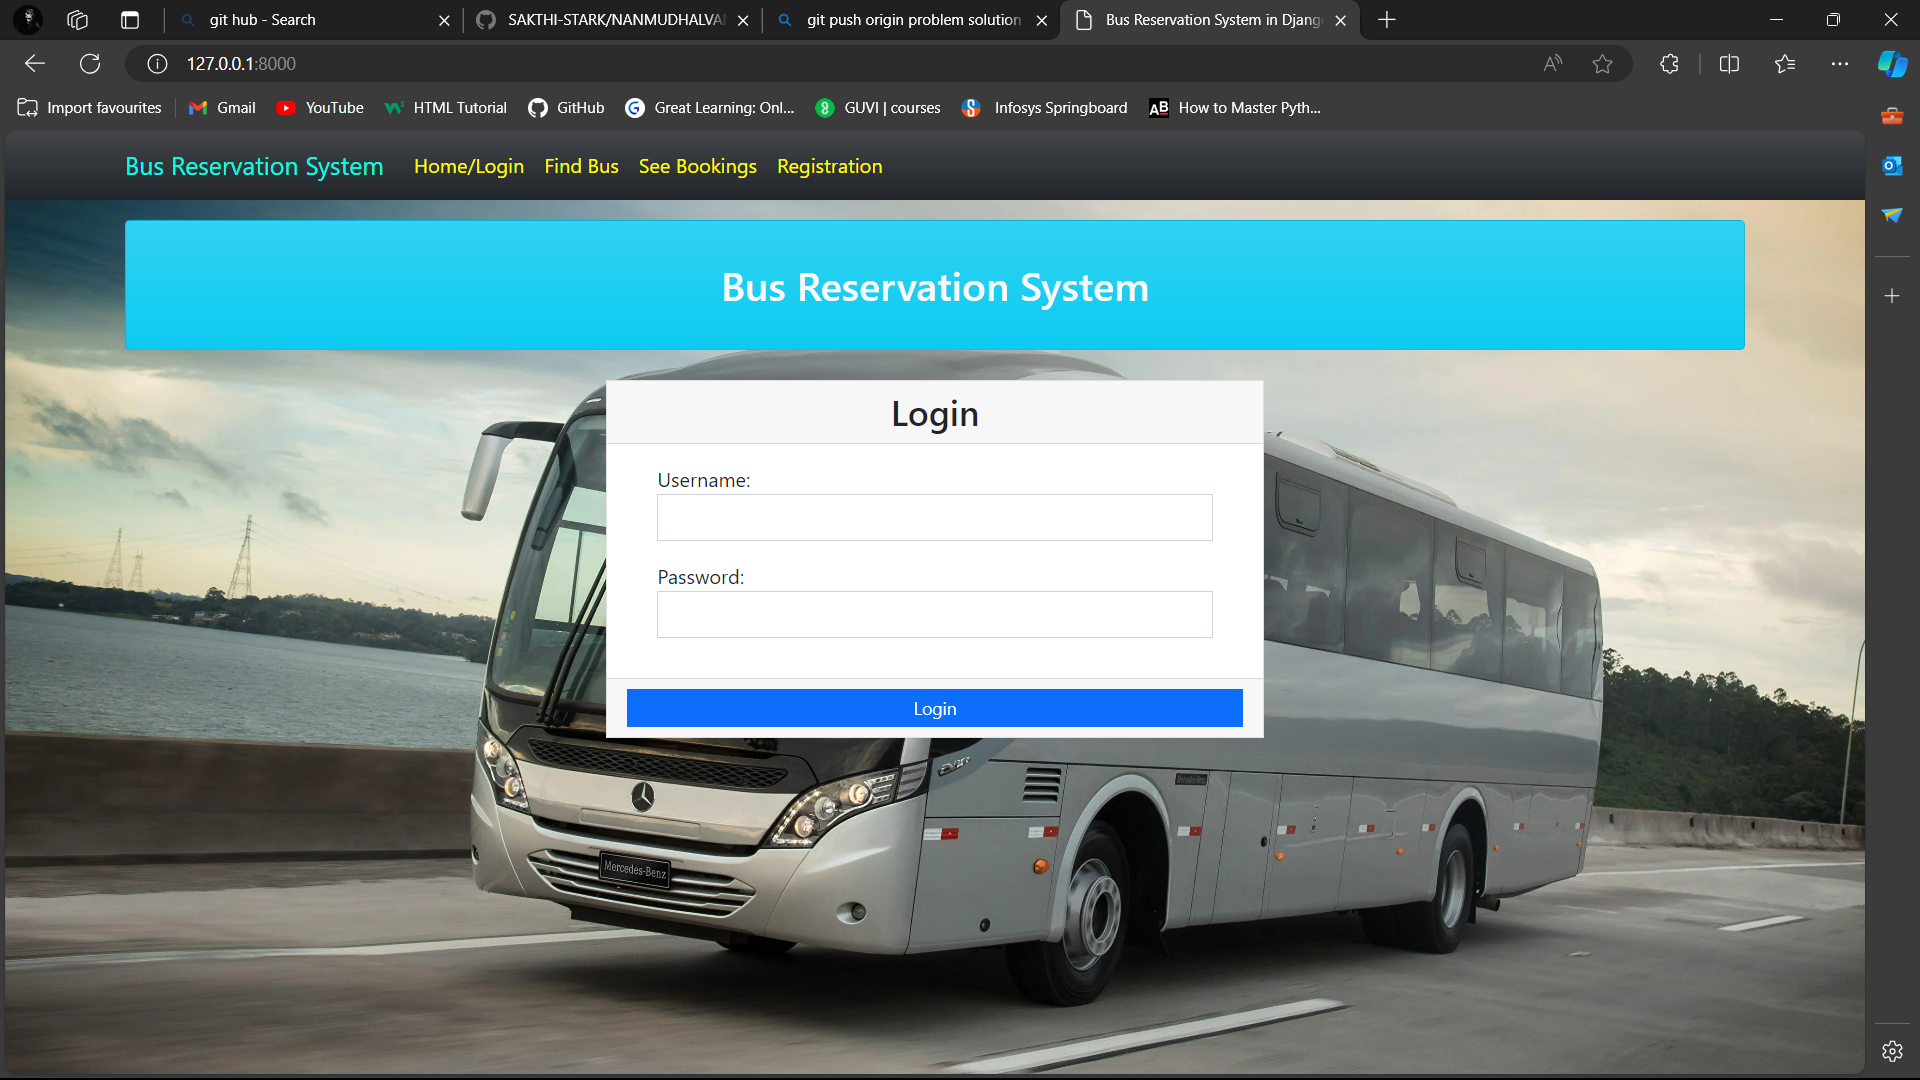 git hub - Search
SAKTHI-STARK/NANMUDHALVA
git push origin problem solution
Bus Reservation System in Djang
127.0.0.1:8000
Import favourites
Gmail
YouTube
HTML Tutorial
GitHub
Great Learning: Onl...
GUVI | courses
Infosys Springboard
AB How to Master Pyth...
Bus Reservation System
Home/Login
Find Bus
See Bookings
Registration
Bus Reservation System
Login
Username:
Password:
Login
Mercedes-Benz